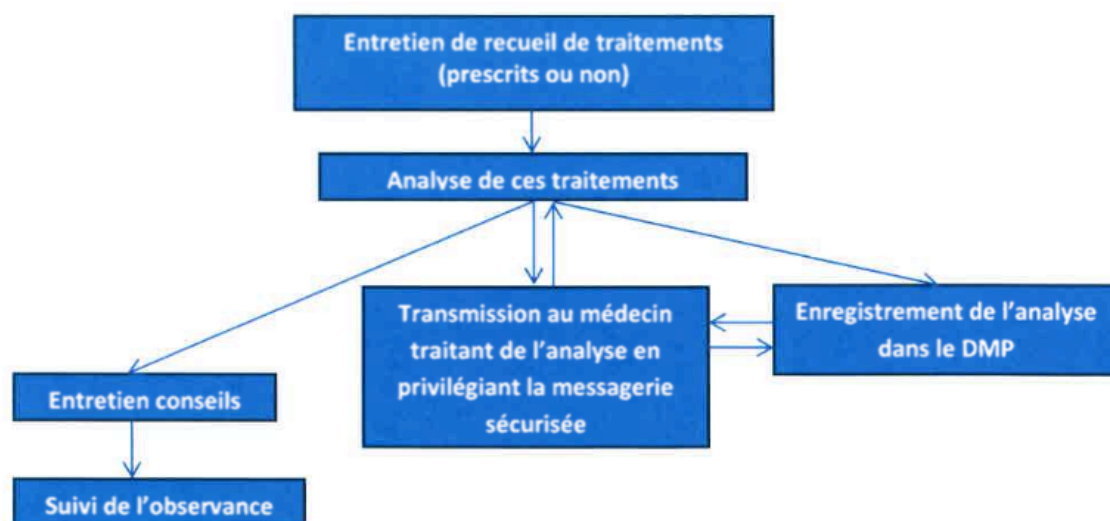 Entretien de recueil de traitements
(prescrits ou non)
Analyse de ces traitements
Transmission au médecin
traitant de l'analyse en
privilégiant la messagerie
sécurisée
Enregistrement de l'analyse
dans le DMP
Entretien conseils
Suivi de l'observance